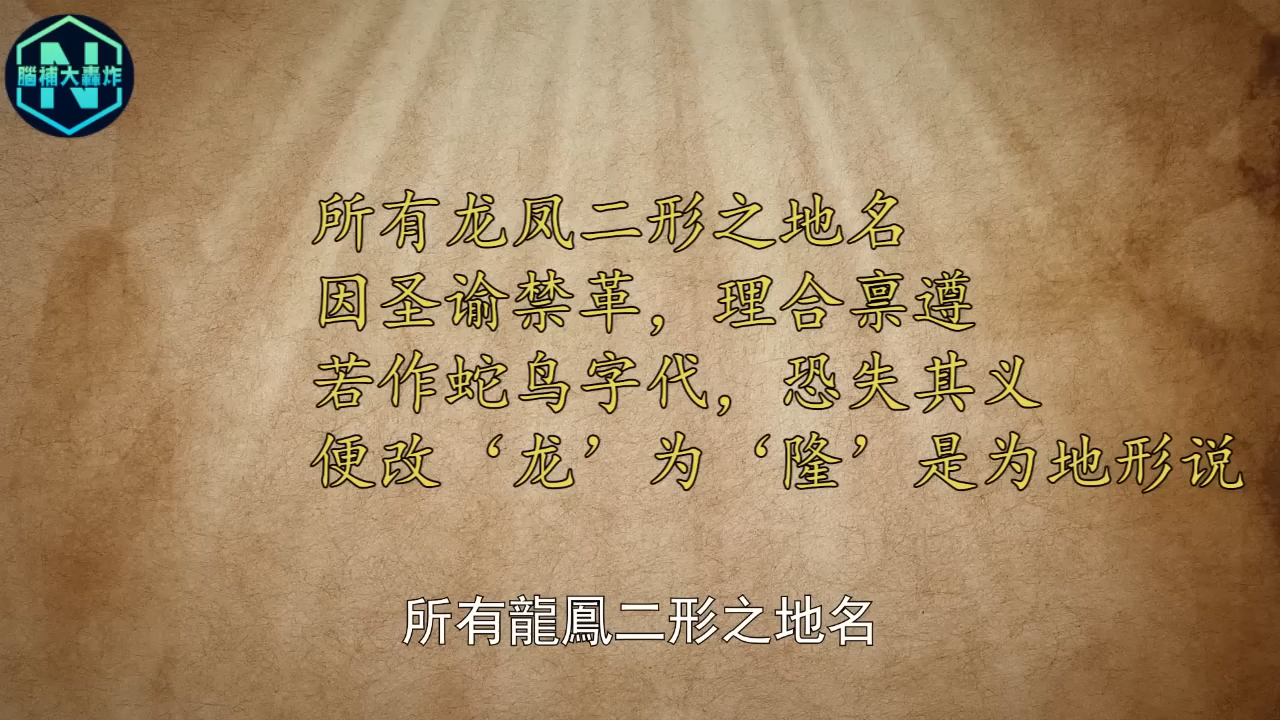 腦補大轟炸
所有龙凤二形之地名
因圣谕禁革，理合禀遵
若作蛇鸟字代，恐失其义
便改‘龙’为‘隆’是为地形说
所有龍鳳二形之地名